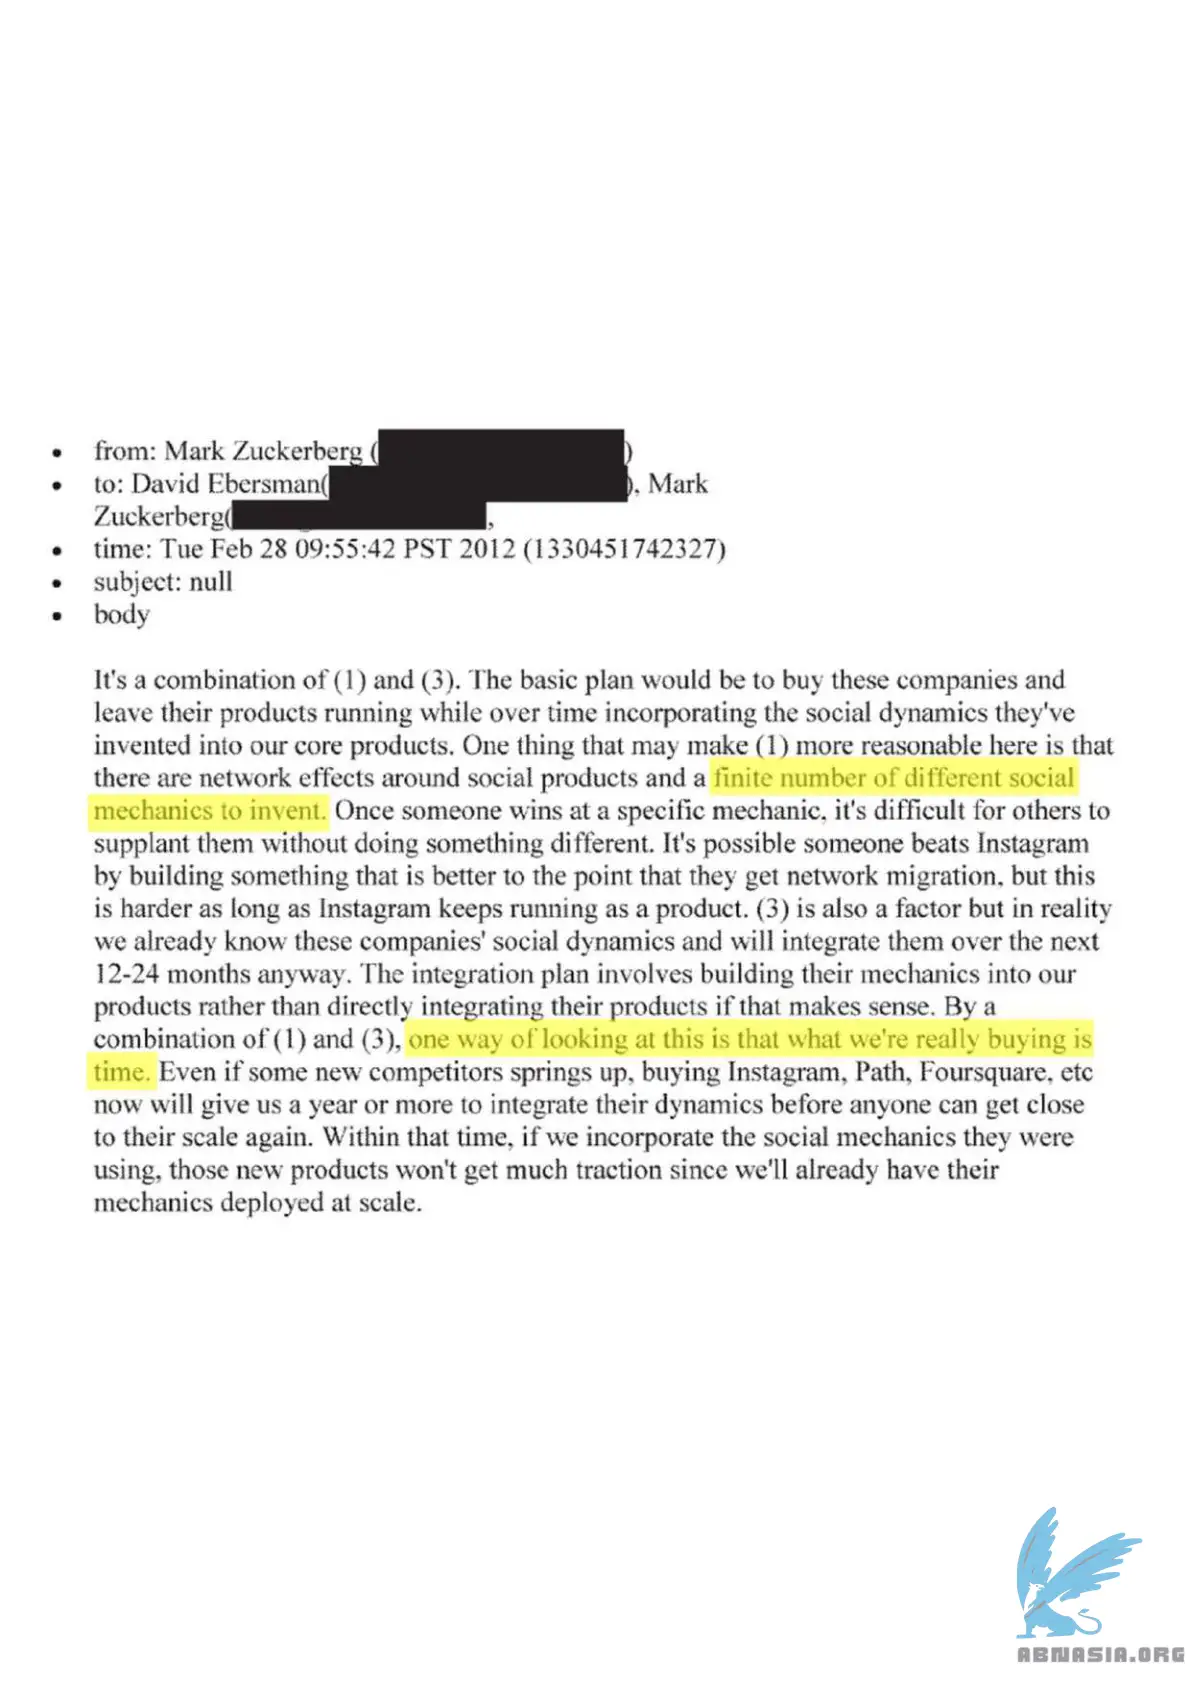 • from: Mark Zuckerberg (                    )
• to: David Ebersman(                    ), Mark
Zuckerberg(                    ,
• time: Tue Feb 28 09:55:42 PST 2012 (1330451742327)
• subject: null
• body
It's a combination of (1) and (3). The basic plan would be to buy these companies and
leave their products running while over time incorporating the social dynamics they've
invented into our core products. One thing that may make (1) more reasonable here is that
there are network effects around social products and a finite number of different social
mechanics to invent. Once someone wins at a specific mechanic, it's difficult for others to
supplant them without doing something different. It's possible someone beats Instagram
by building something that is better to the point that they get network migration, but this
is harder as long as Instagram keeps running as a product. (3) is also a factor but in reality
we already know these companies' social dynamics and will integrate them over the next
12-24 months anyway. The integration plan involves building their mechanics into our
products rather than directly integrating their products if that makes sense. By a
combination of (1) and (3), one way of looking at this is that what we're really buying is
time. Even if some new competitors springs up, buying Instagram, Path, Foursquare, etc
now will give us a year or more to integrate their dynamics before anyone can get close
to their scale again. Within that time, if we incorporate the social mechanics they were
using, those new products won't get much traction since we'll already have their
mechanics deployed at scale.
ABNASIA.ORG